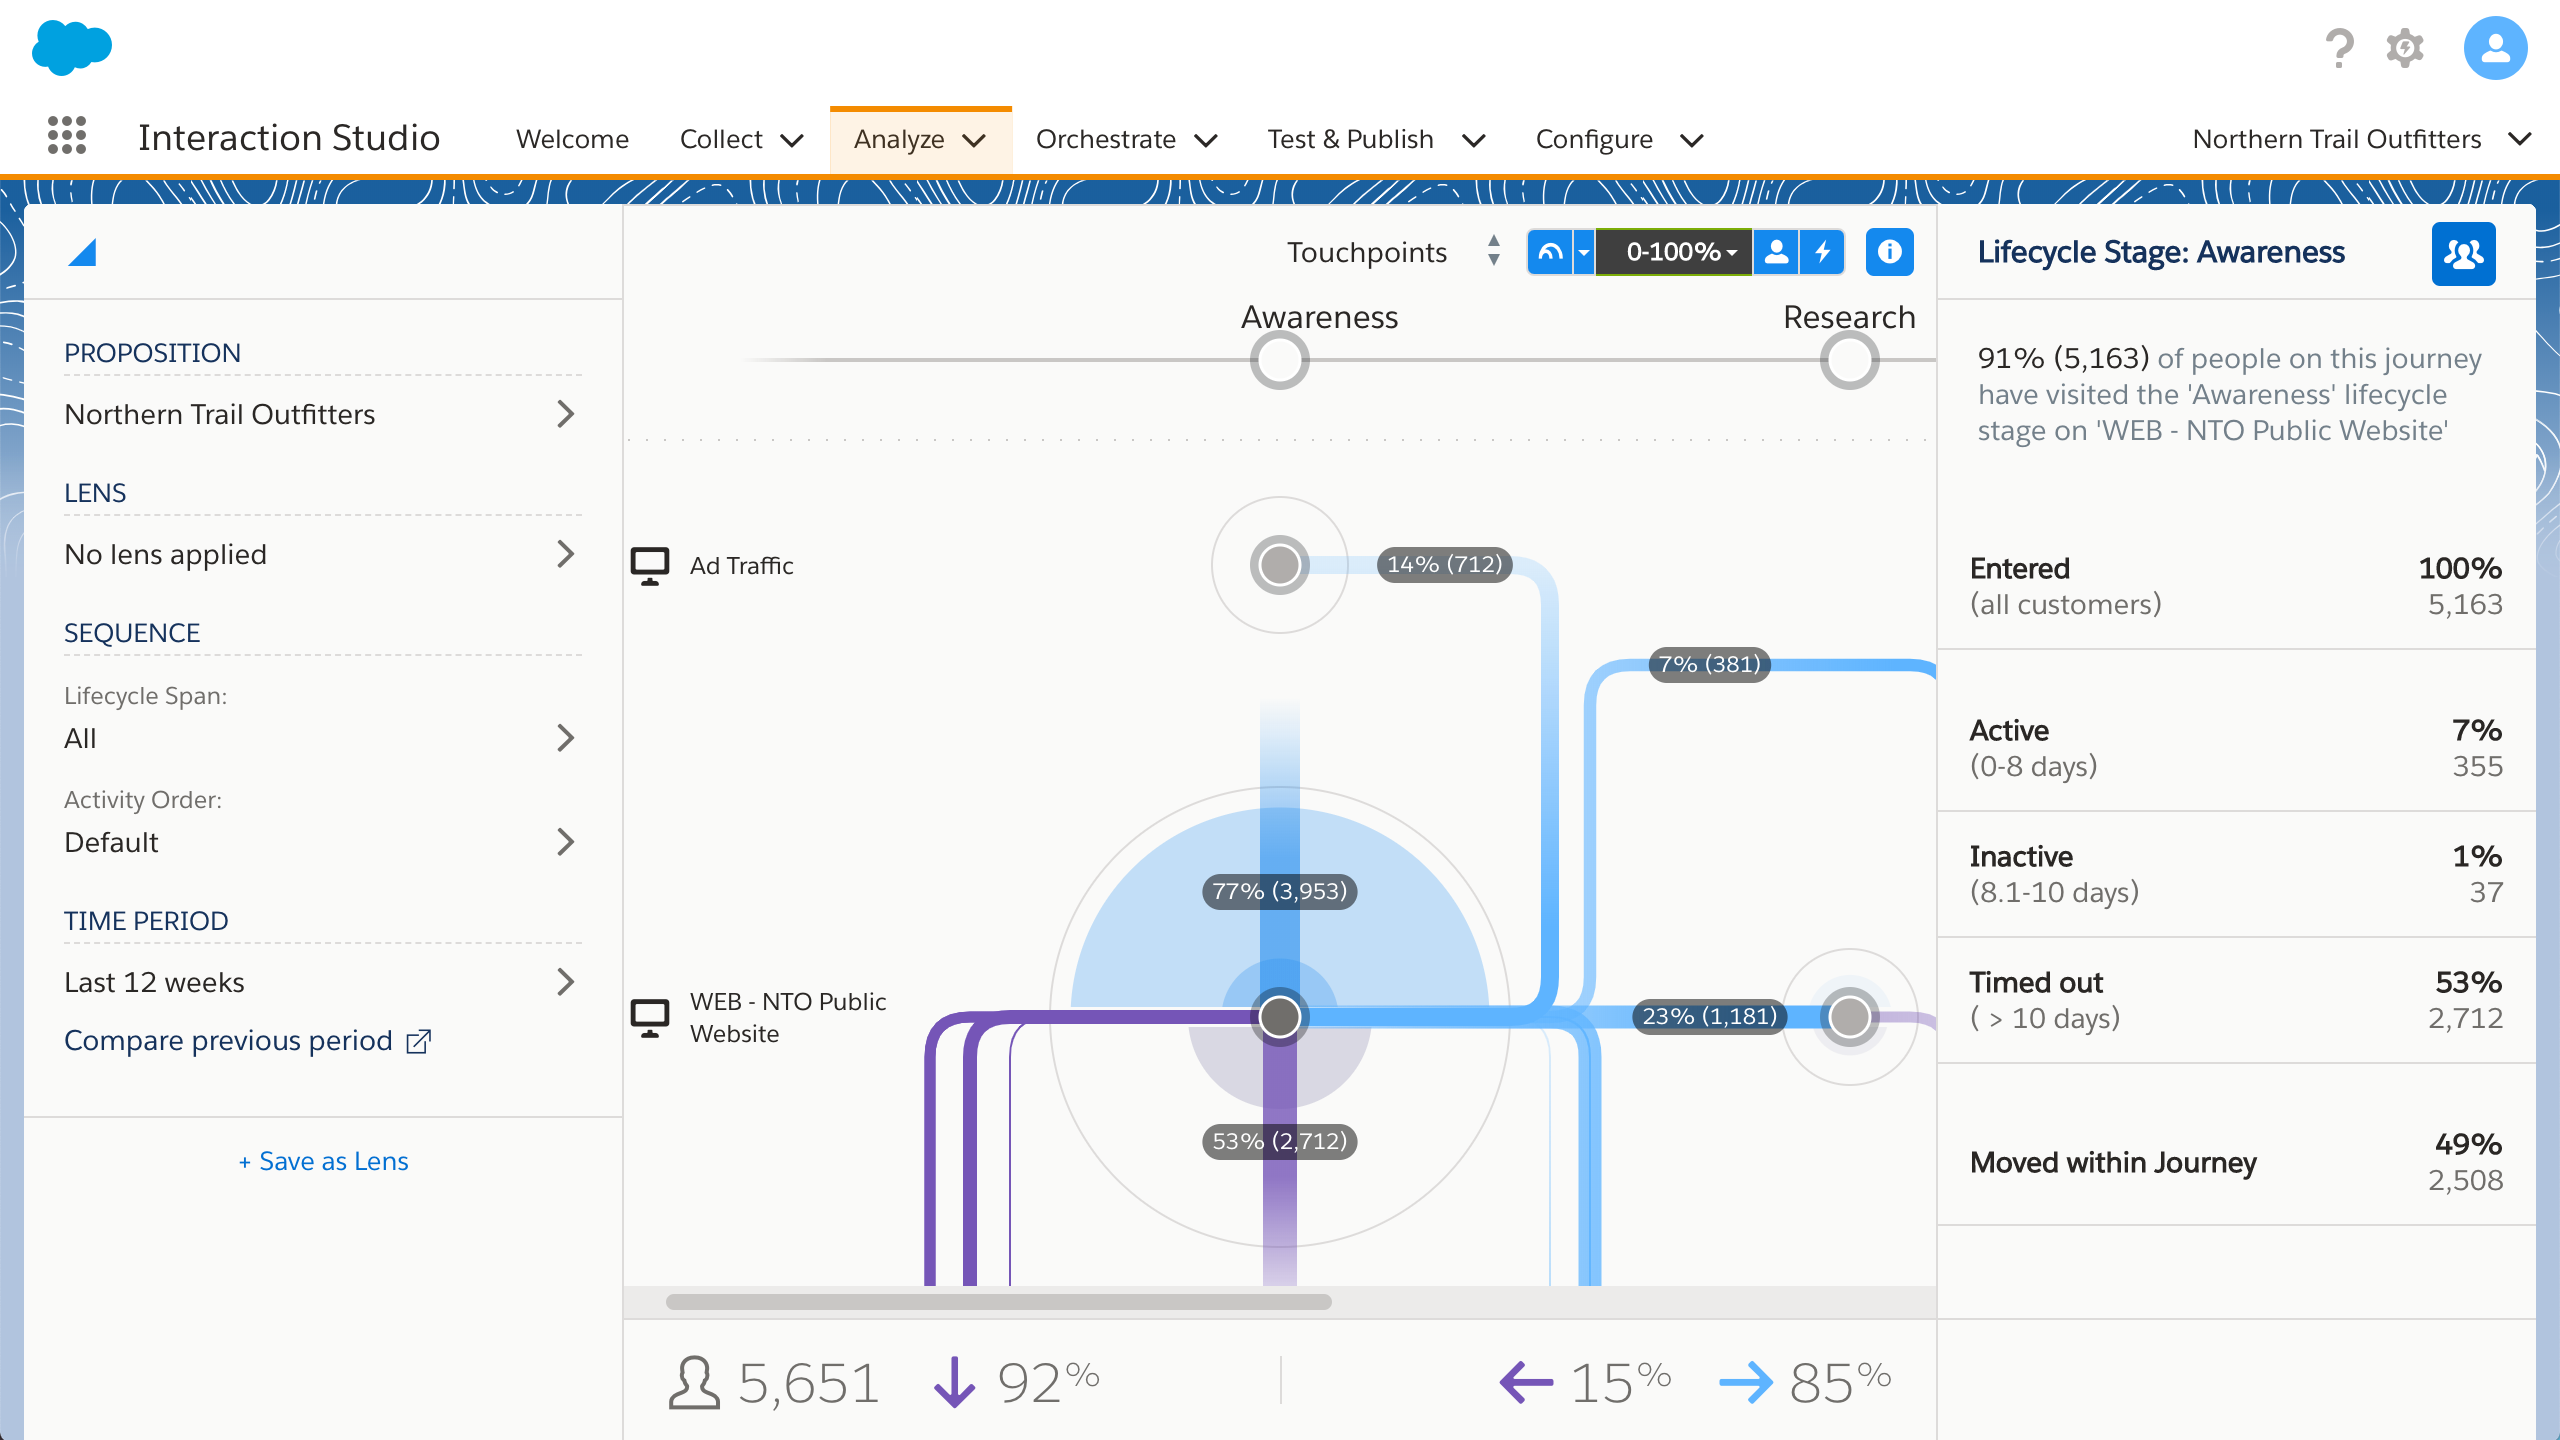 Interaction Studio
Welcome
Collect
Analyze
Orchestrate
Test & Publish
Configure
Northern Trail Outfitters
PROPOSITION
Northern Trail Outfitters
LENS
No lens applied
SEQUENCE
Lifecycle Span:
All
Activity Order:
Default
TIME PERIOD
Last 12 weeks
Compare previous period
+ Save as Lens
Touchpoints
0-100%
Awareness
Research
Ad Traffic
14% (712)
7% (381)
77% (3,953)
WEB - NTO Public
Website
23% (1,181)
53% (2,712)
5,651
92%
15%
85%
Lifecycle Stage: Awareness
91% (5,163) of people on this journey
have visited the 'Awareness' lifecycle
stage on 'WEB - NTO Public Website'
Entered
100%
(all customers)
5,163
Active
7%
(0-8 days)
355
Inactive
1%
(8.1-10 days)
37
Timed out
53%
( > 10 days)
2,712
Moved within Journey
49%
2,508